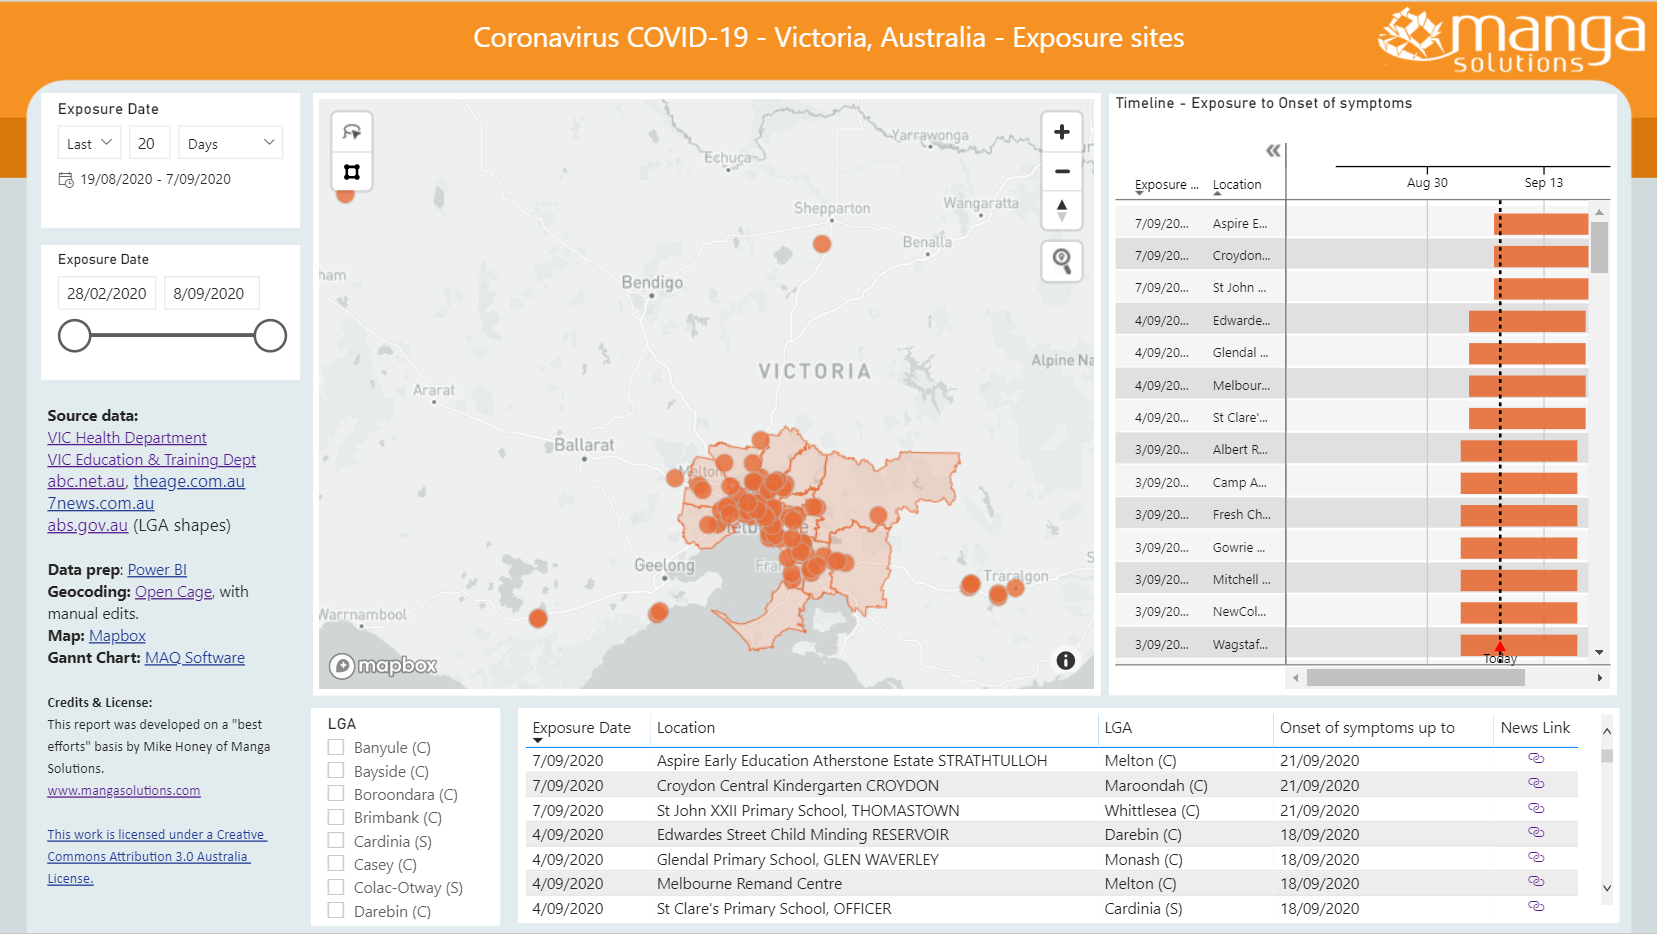 Coronavirus COVID-19 - Victoria, Australia - Exposure sites
manga
solutions
Exposure Date
Last 20 Days
19/08/2020 - 7/09/2020
Exposure Date
28/02/2020 8/09/2020
Source data:
VIC Health Department
VIC Education & Training Dept
abc.net.au, theage.com.au
7news.com.au
abs.gov.au (LGA shapes)
Data prep: Power BI
Geocoding: Open Cage, with
manual edits.
Map: Mapbox
Gannt Chart: MAQ Software
Credits & License:
This report was developed on a "best
efforts" basis by Mike Honey of Manga
Solutions.
www.mangasolutions.com
This work is licensed under a Creative
Commons Attribution 3.0 Australia
License.
Yarrawonga
Echuca
Wangaratta
Shepparton
Benalla
ham
Bendigo
VICTORIA
Alpine Na
Ararat
Ballarat
Melton
elbourne
Geelong
Fran
Traralgon
S
Warrnambool
mapbox
Timeline - Exposure to Onset of symptoms
Exposure ... Location Aug 30 Sep 13
7/09/20... Aspire E...
7/09/20... Croydon...
7/09/20... St John ...
4/09/20... Edwarde...
4/09/20... Glendal ...
4/09/20... Melbour...
4/09/20... St Clare'...
3/09/20... Albert R...
3/09/20... Camp A...
3/09/20... Fresh Ch...
3/09/20... Gowrie ...
3/09/20... Mitchell ...
3/09/20... NewCol...
3/09/20... Wagstaf...
Today
LGA
Banyule (C)
Bayside (C)
Boroondara (C)
Brimbank (C)
Cardinia (S)
Casey (C)
Colac-Otway (S)
Darebin (C)
Exposure Date Location LGA Onset of symptoms up to News Link
7/09/2020 Aspire Early Education Atherstone Estate STRATHTULLOH Melton (C) 21/09/2020
7/09/2020 Croydon Central Kindergarten CROYDON Maroondah (C) 21/09/2020
7/09/2020 St John XXII Primary School, THOMASTOWN Whittlesea (C) 21/09/2020
4/09/2020 Edwardes Street Child Minding RESERVOIR Darebin (C) 18/09/2020
4/09/2020 Glendal Primary School, GLEN WAVERLEY Monash (C) 18/09/2020
4/09/2020 Melbourne Remand Centre Melton (C) 18/09/2020
4/09/2020 St Clare's Primary School, OFFICER Cardinia (S) 18/09/2020